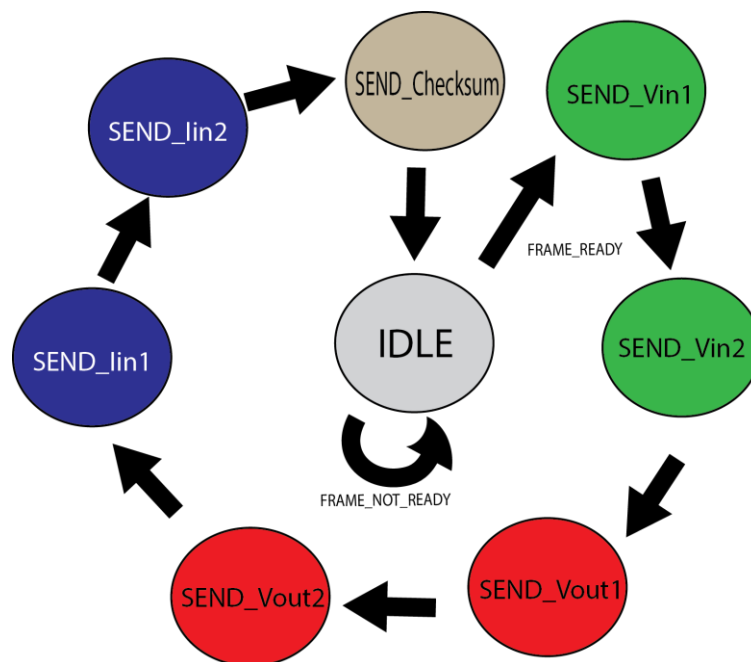 SEND_Checksum
SEND_Vin1
SEND_Iin2
FRAME_READY
IDLE
SEND_Vin2
SEND_Iin1
FRAME_NOT_READY
SEND_Vout2
SEND_Vout1